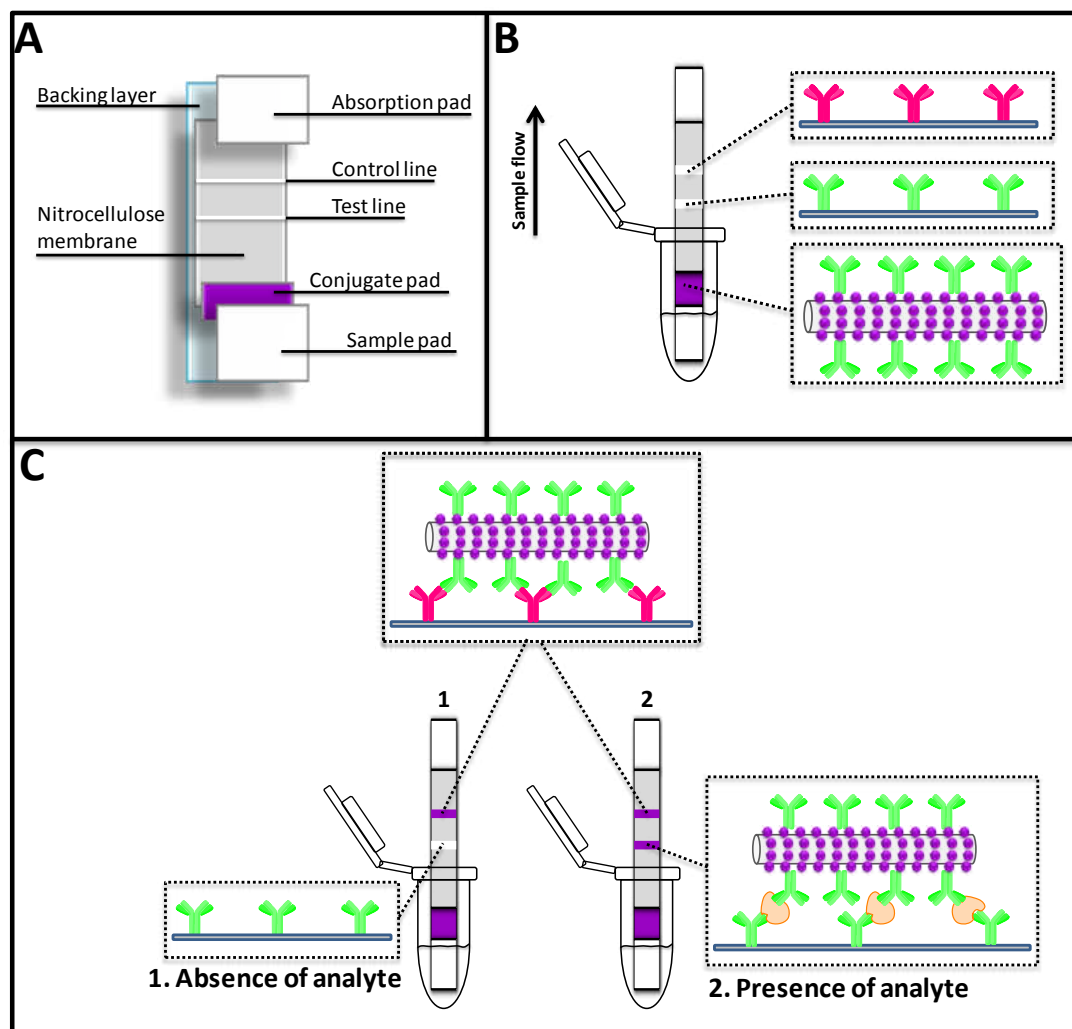 A
Backing layer
Absorption pad
Control line
Test line
Nitrocellulose
membrane
Conjugate pad
Sample pad
B
Sample flow
C
1
2
1. Absence of analyte
2. Presence of analyte